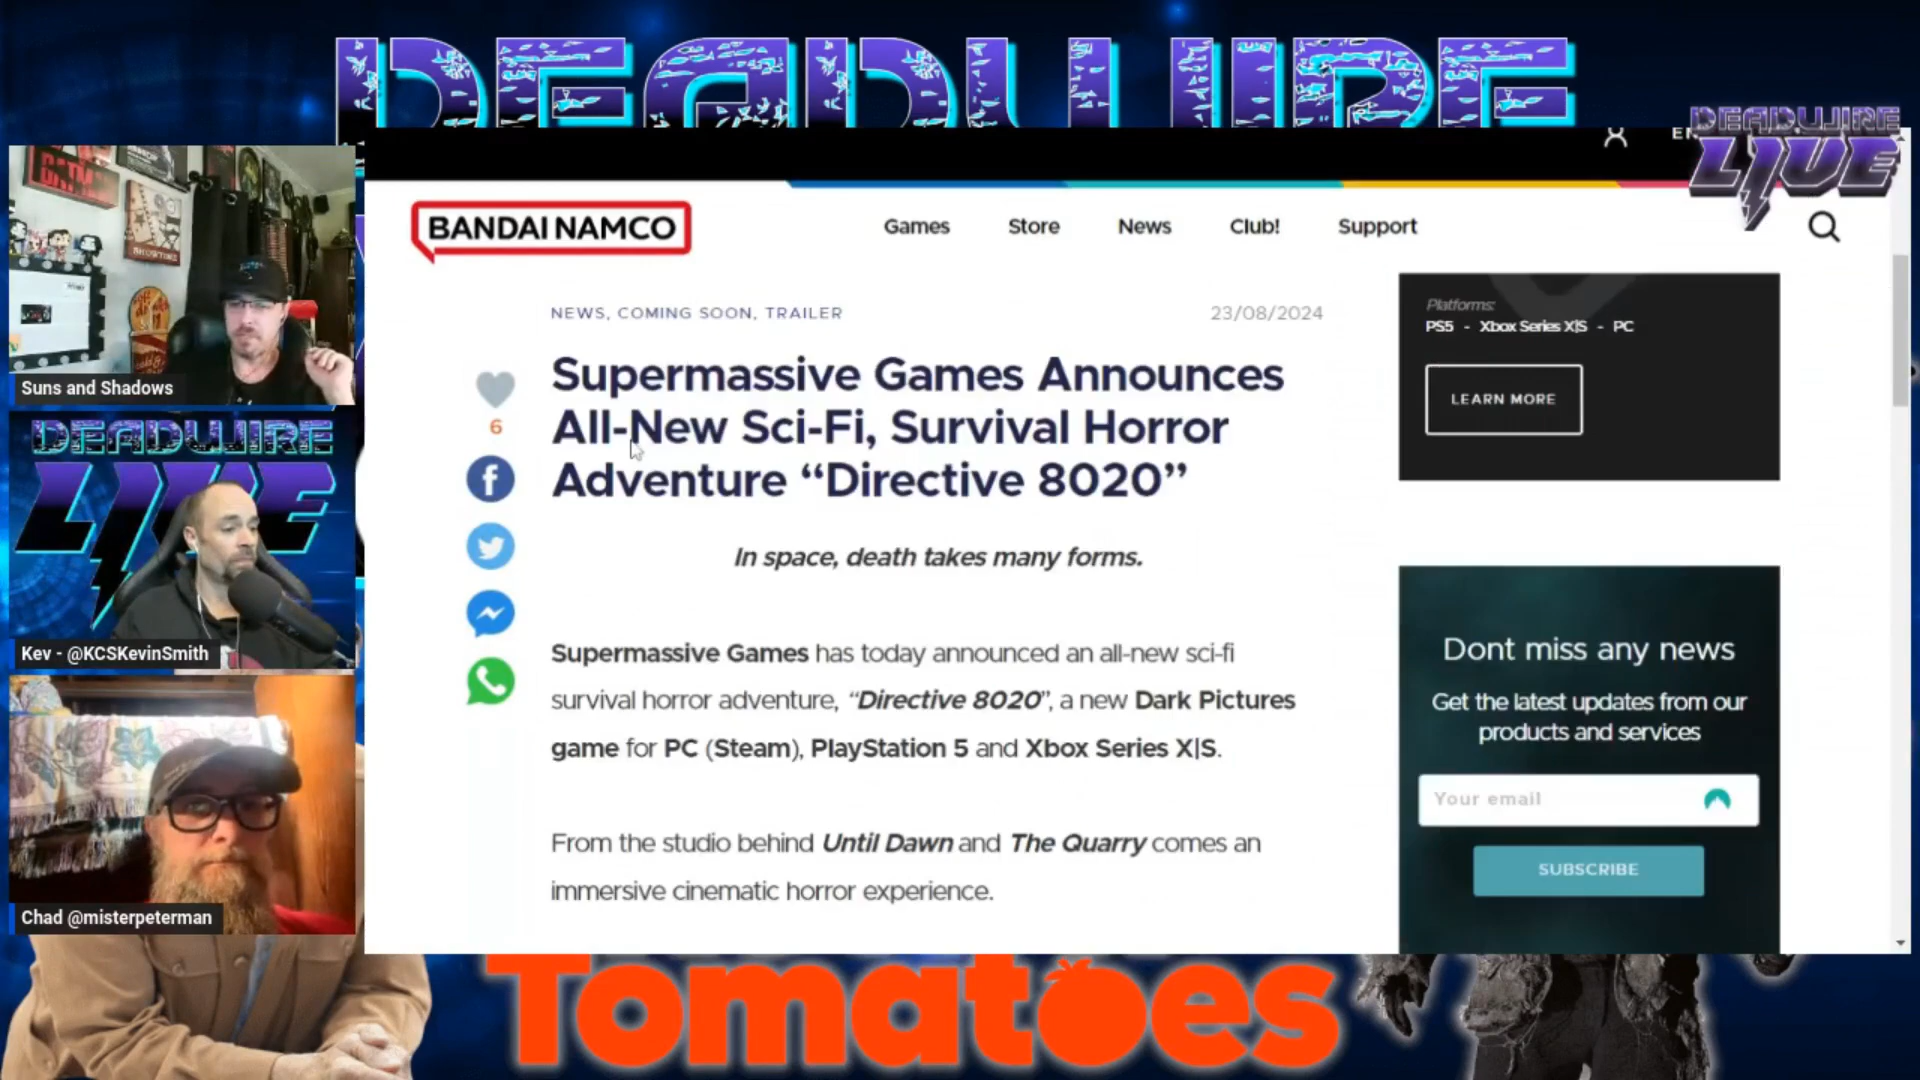 DEADWIRE
DEADWIRE
LIVE
EN
BATMAN
BANDAI NAMCO
Games
Store
News
Club!
Support
NEWS, COMING SOON, TRAILER
23/08/2024
Supermassive Games Announces
All-New Sci-Fi, Survival Horror
Adventure “Directive 8020”
6
In space, death takes many forms.
Supermassive Games has today announced an all-new sci-fi
survival horror adventure, “Directive 8020”, a new Dark Pictures
game for PC (Steam), PlayStation 5 and Xbox Series X|S.
From the studio behind Until Dawn and The Quarry comes an
immersive cinematic horror experience.
Platforms:
PS5 - Xbox Series X|S - PC
LEARN MORE
Dont miss any news
Get the latest updates from our
products and services
Your email
SUBSCRIBE
Suns and Shadows
DEADWIRE
LIVE
Kev - @KCSKevinSmith
Chad @misterpeterman
Tomatoes